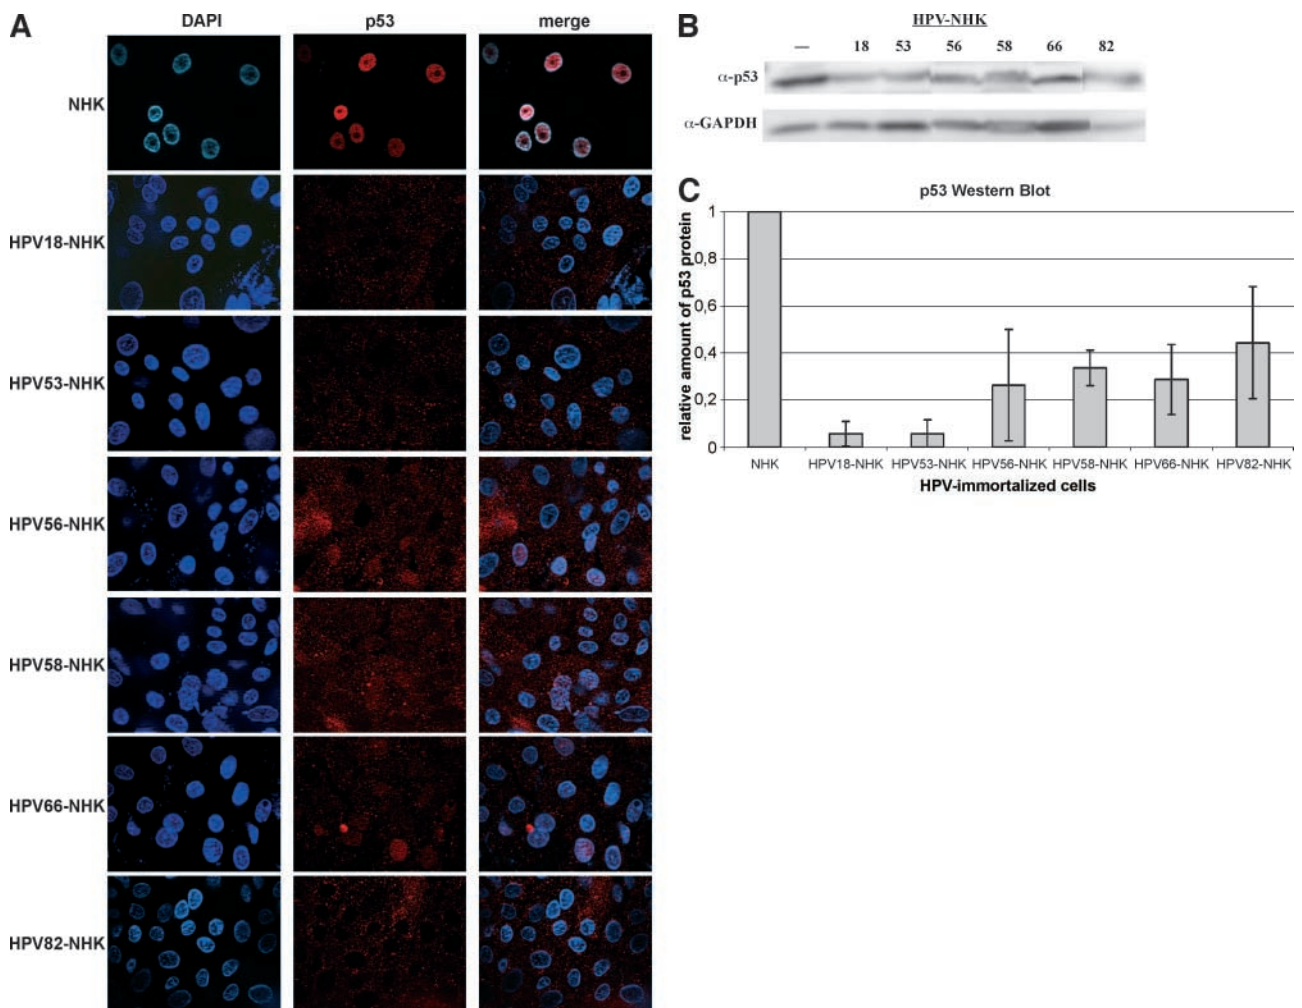 A
DAPI p53 merge
NHK
HPV18-NHK
HPV53-NHK
HPV56-NHK
HPV58-NHK
HPV66-NHK
HPV82-NHK
B
HPV-NHK
— 18 53 56 58 66 82
α-p53
α-GAPDH
C
p53 Western Blot
relative amount of p53 protein
1
0,8
0,6
0,4
0,2
0
NHK HPV18-NHK HPV53-NHK HPV56-NHK HPV58-NHK HPV66-NHK HPV82-NHK
HPV-immortalized cells